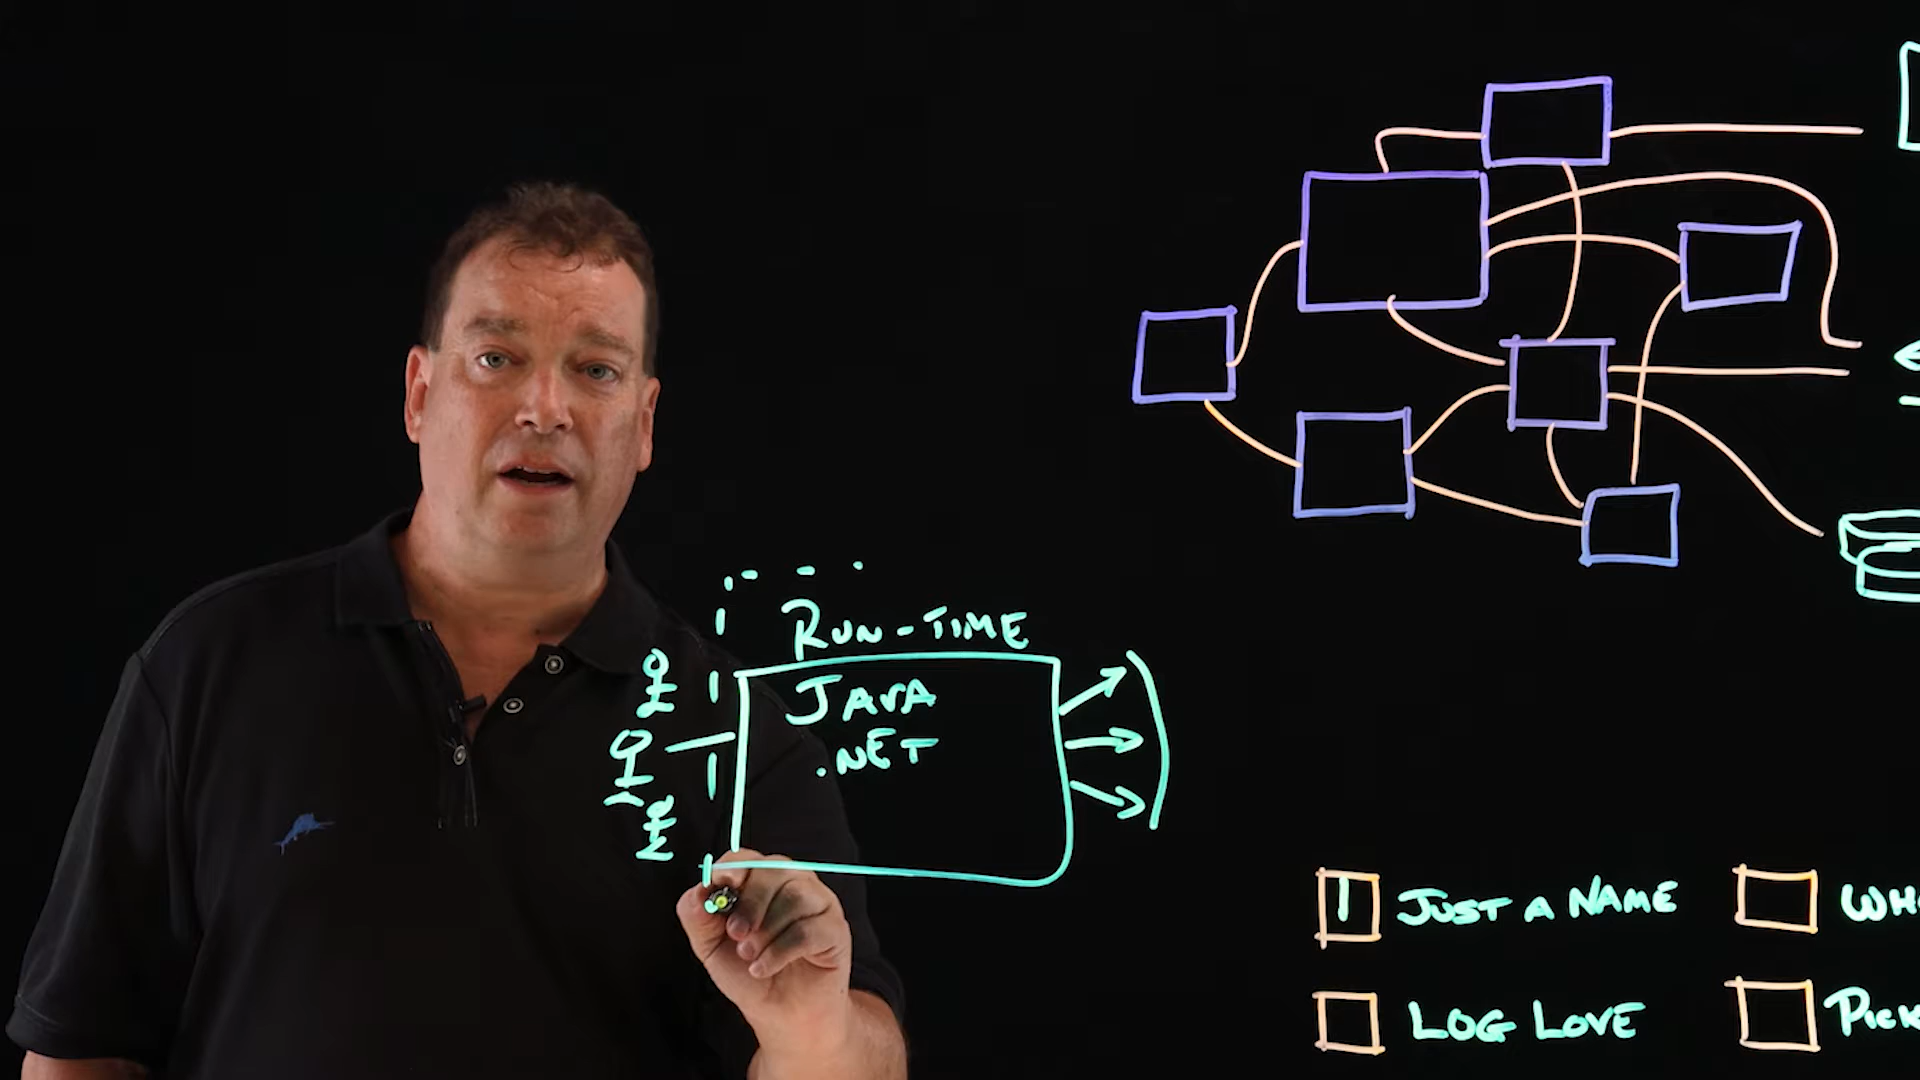 RUN-TIME
JAVA
.NET
1 JUST A NAME
LOG LOVE